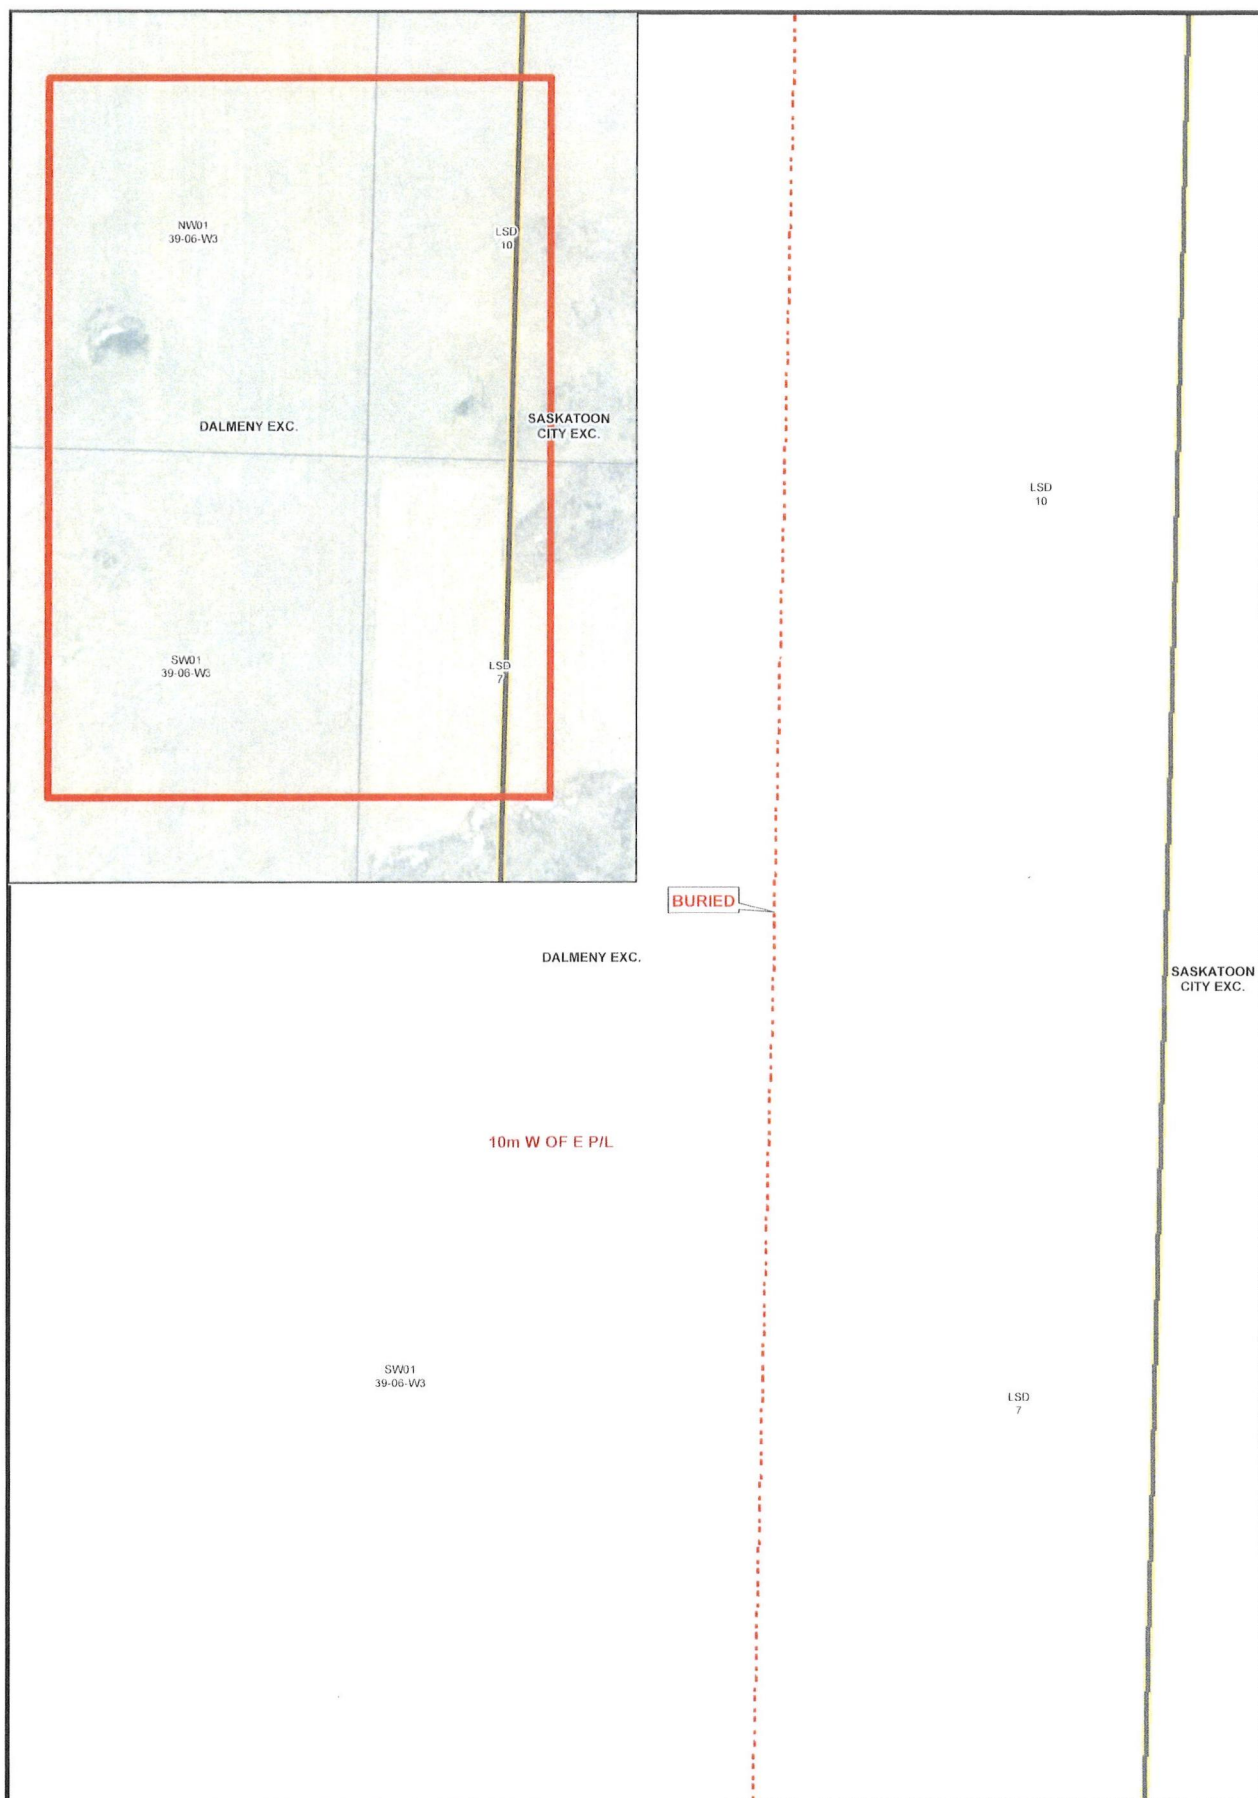 NW01
39-06-W3
LSD
10
DALMENY EXC.
SASKATOON
CITY EXC.
SW01
39-06-W3
LSD
7
LSD
10
BURIED
DALMENY EXC.
SASKATOON
CITY EXC.
10m W OF E P/L
SW01
39-06-W3
LSD
7